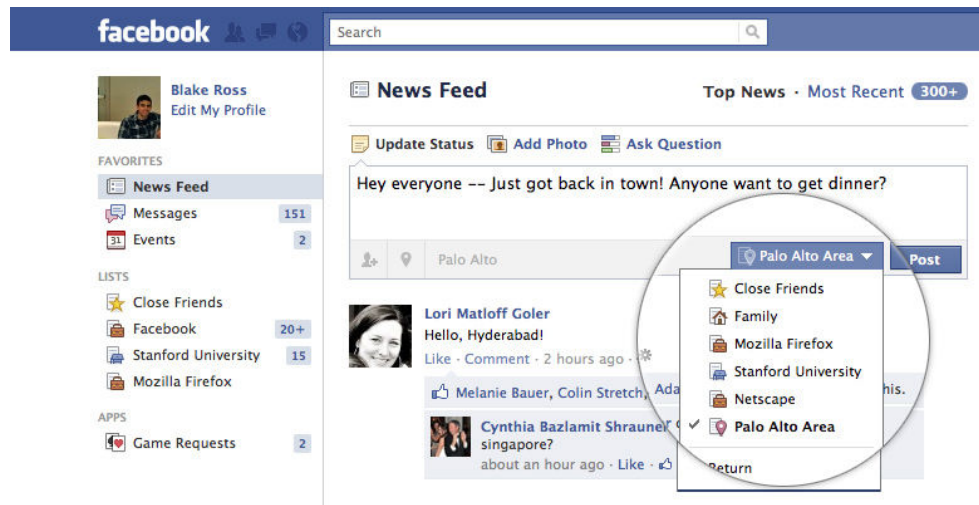 facebook
Search
Blake Ross
Edit My Profile
FAVORITES
News Feed
Messages 151
31 Events 2
LISTS
Close Friends
Facebook 20+
Stanford University 15
Mozilla Firefox
APPS
Game Requests 2
News Feed Top News · Most Recent 300+
Update Status Add Photo Ask Question
Hey everyone -- Just got back in town! Anyone want to get dinner?
Palo Alto Palo Alto Area Post
Close Friends
Family
Mozilla Firefox
Stanford University
Netscape
Palo Alto Area
Return
Lori Matloff Goler
Hello, Hyderabad!
Like · Comment · 2 hours ago ·
Melanie Bauer, Colin Stretch, Ada his.
Cynthia Bazlamit Shrauner
singapore?
about an hour ago · Like ·